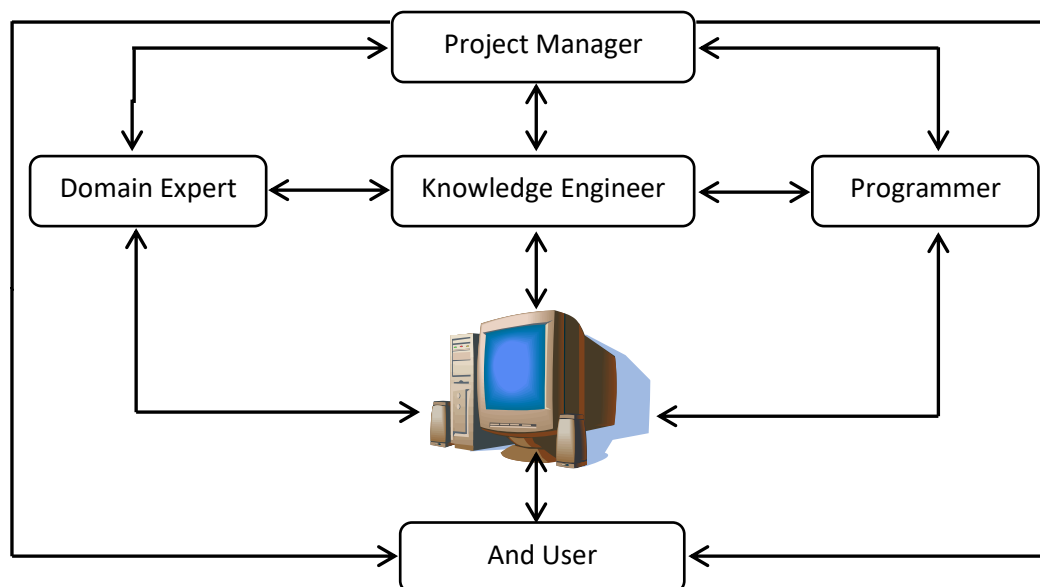 Project Manager
Domain Expert
Knowledge Engineer
Programmer
And User